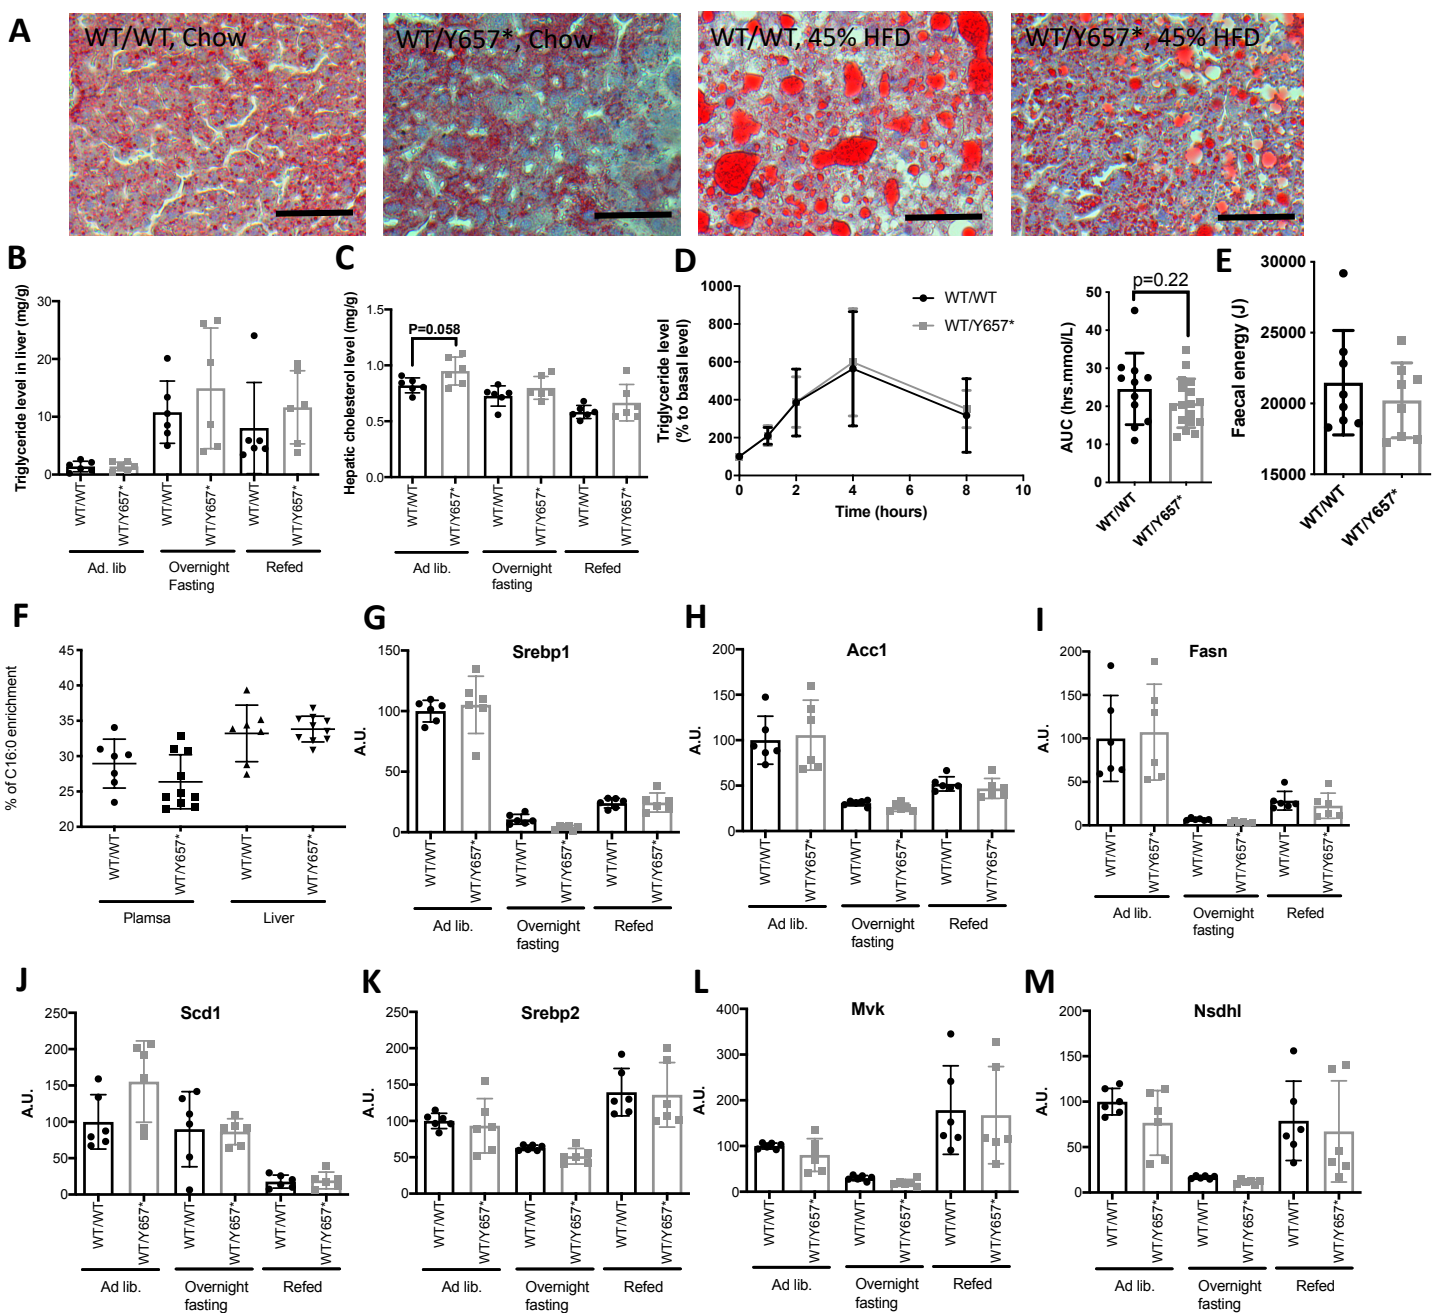 A
WT/WT, Chow
WT/Y657*, Chow
WT/WT, 45% HFD
WT/Y657*, 45% HFD
B
Triglyceride level in liver (mg/g)
30
20
10
0
WT/WT
WT/Y657*
WT/WT
WT/Y657*
WT/WT
WT/Y657*
Ad. lib
Overnight
Fasting
Refed
C
Hepatic cholesterol level (mg/g)
1.5
1.0
0.5
0.0
P=0.058
WT/WT
WT/Y657*
WT/WT
WT/Y657*
WT/WT
WT/Y657*
Ad lib.
Overnight
fasting
Refed
D
Triglyceride level
(% to basal level)
1000
800
600
400
200
0
0
2
4
6
8
10
Time (hours)
WT/WT
WT/Y657*
p=0.22
AUC (hrs.mmol/L)
50
40
30
20
10
0
WT/WT
WT/Y657*
E
Faecal energy (J)
30000
25000
20000
15000
WT/WT
WT/Y657*
F
% of C16:0 enrichment
45
40
35
30
25
20
WT/WT
WT/Y657*
WT/WT
WT/Y657*
Plamsa
Liver
G
Srebp1
A.U.
150
100
50
0
WT/WT
WT/Y657*
WT/WT
WT/Y657*
WT/WT
WT/Y657*
Ad lib.
Overnight
fasting
Refed
H
Acc1
A.U.
200
150
100
50
0
WT/WT
WT/Y657*
WT/WT
WT/Y657*
WT/WT
WT/Y657*
Ad lib.
Overnight
fasting
Refed
I
Fasn
A.U.
200
150
100
50
0
WT/WT
WT/Y657*
WT/WT
WT/Y657*
WT/WT
WT/Y657*
Ad lib.
Overnight
fasting
Refed
J
Scd1
A.U.
250
200
150
100
50
0
WT/WT
WT/Y657*
WT/WT
WT/Y657*
WT/WT
WT/Y657*
Ad lib.
Overnight
fasting
Refed
K
Srebp2
A.U.
250
200
150
100
50
0
WT/WT
WT/Y657*
WT/WT
WT/Y657*
WT/WT
WT/Y657*
Ad lib.
Overnight
fasting
Refed
L
Mvk
A.U.
400
300
200
100
0
WT/WT
WT/Y657*
WT/WT
WT/Y657*
WT/WT
WT/Y657*
Ad lib.
Overnight
fasting
Refed
M
Nsdhl
A.U.
200
150
100
50
0
WT/WT
WT/Y657*
WT/WT
WT/Y657*
WT/WT
WT/Y657*
Ad lib.
Overnight
fasting
Refed